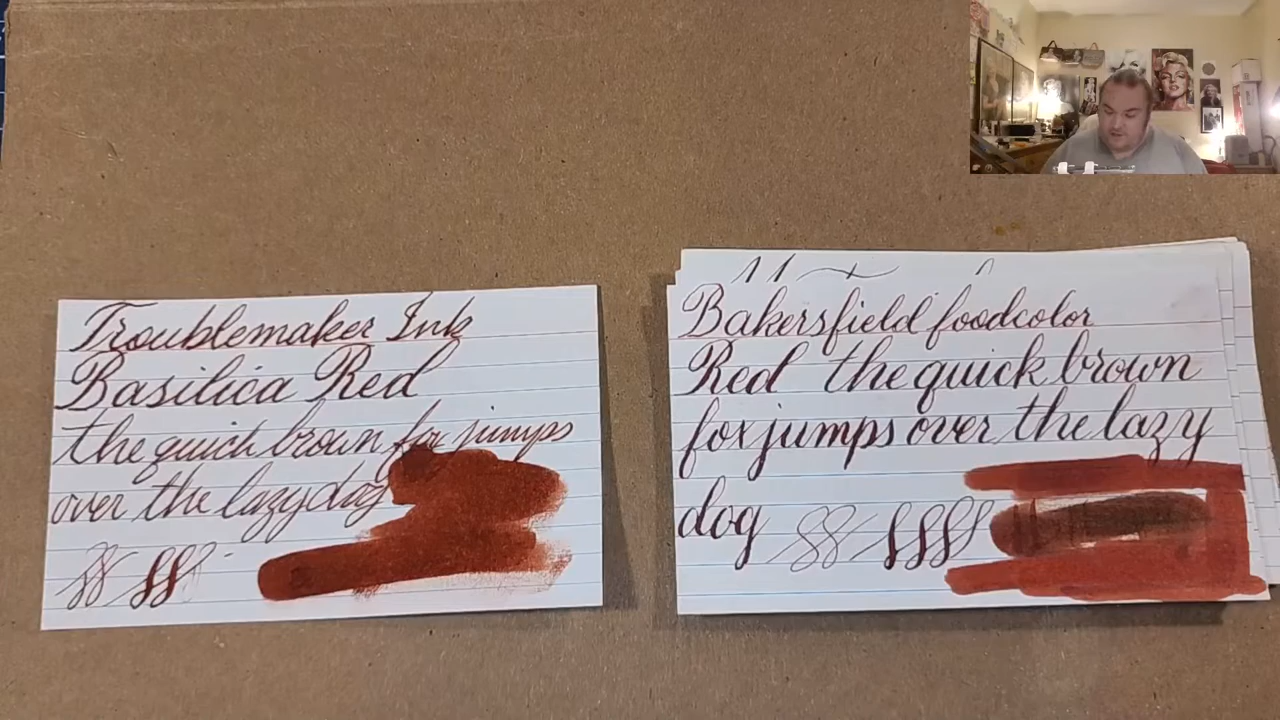 Troublemaker Ink
Basilica Red
the quick brown fox jumps
over the lazy dog
Bakersfield foodcolor
Red the quick brown
fox jumps over the lazy
dog